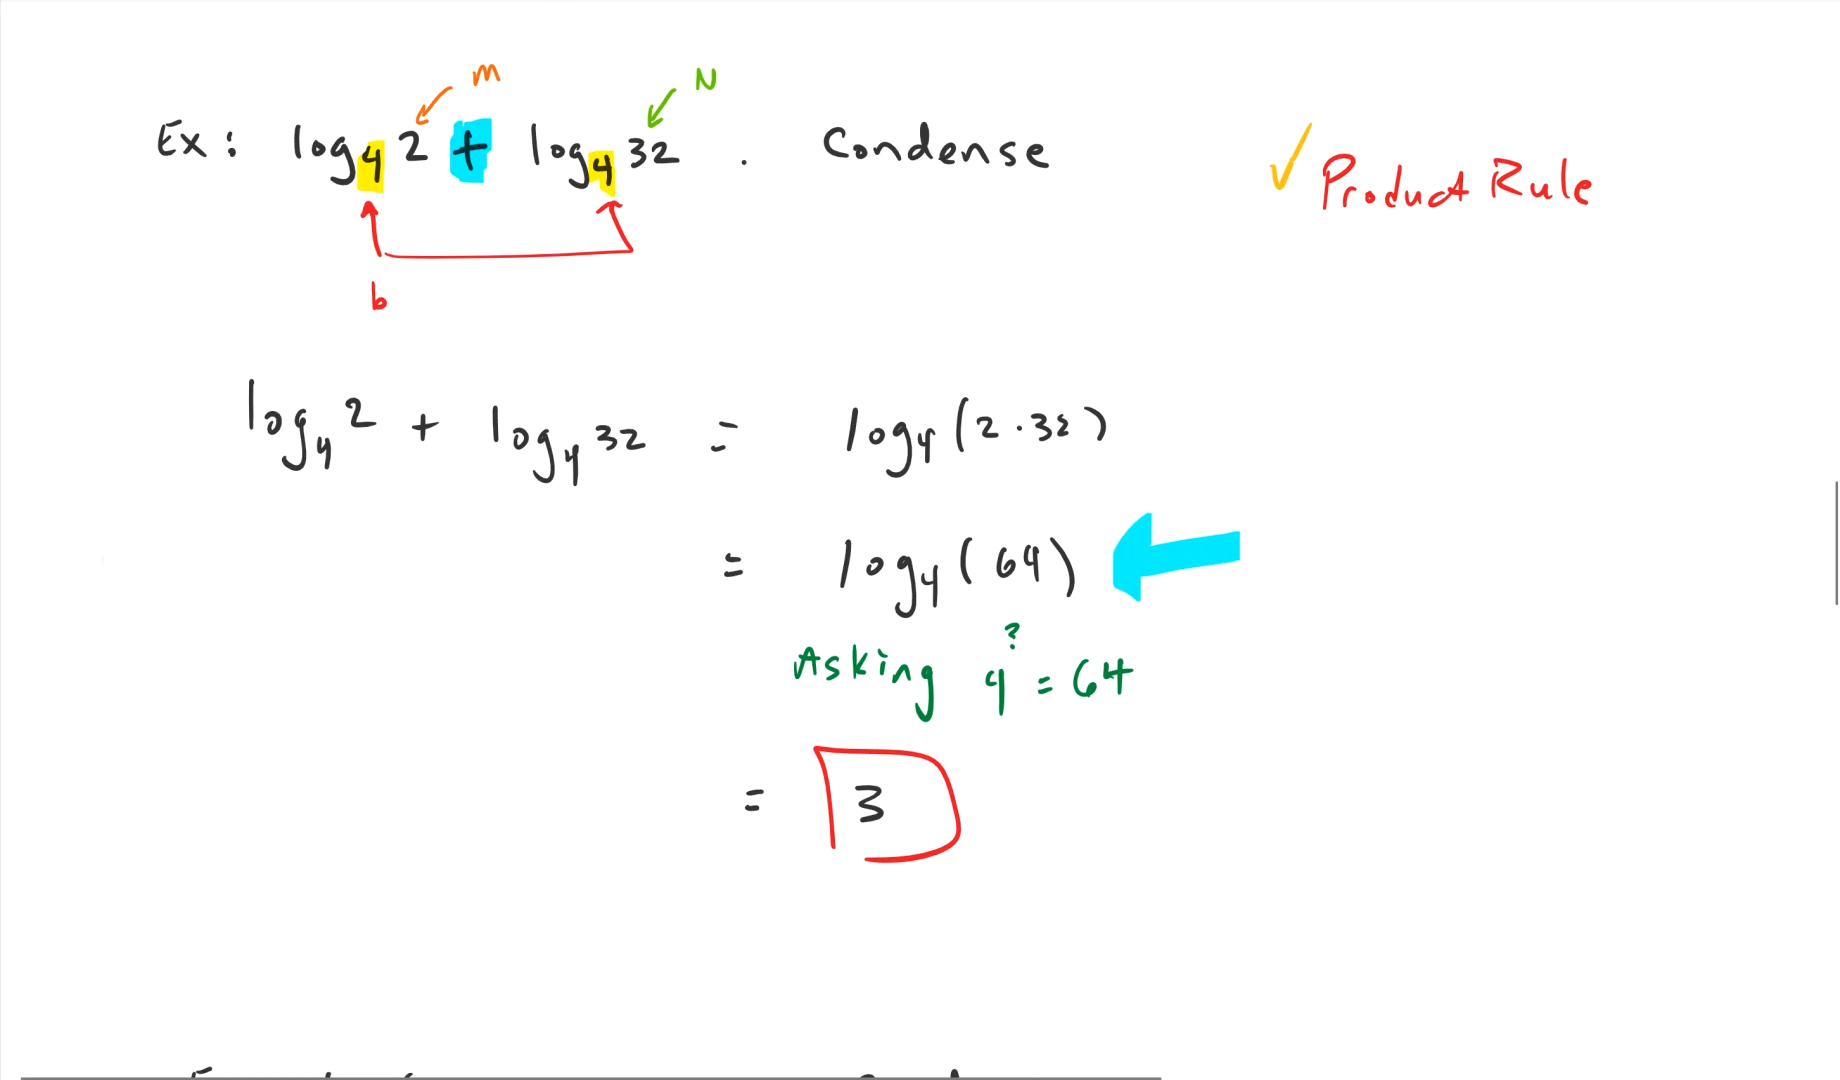 m N
Ex: log₄ 2 + log₄ 32 . Condense ✓ Product Rule
b
log₄ 2 + log₄ 32 = log₄ (2·32)
= log₄ (64)
Asking 4^? = 64
= 3